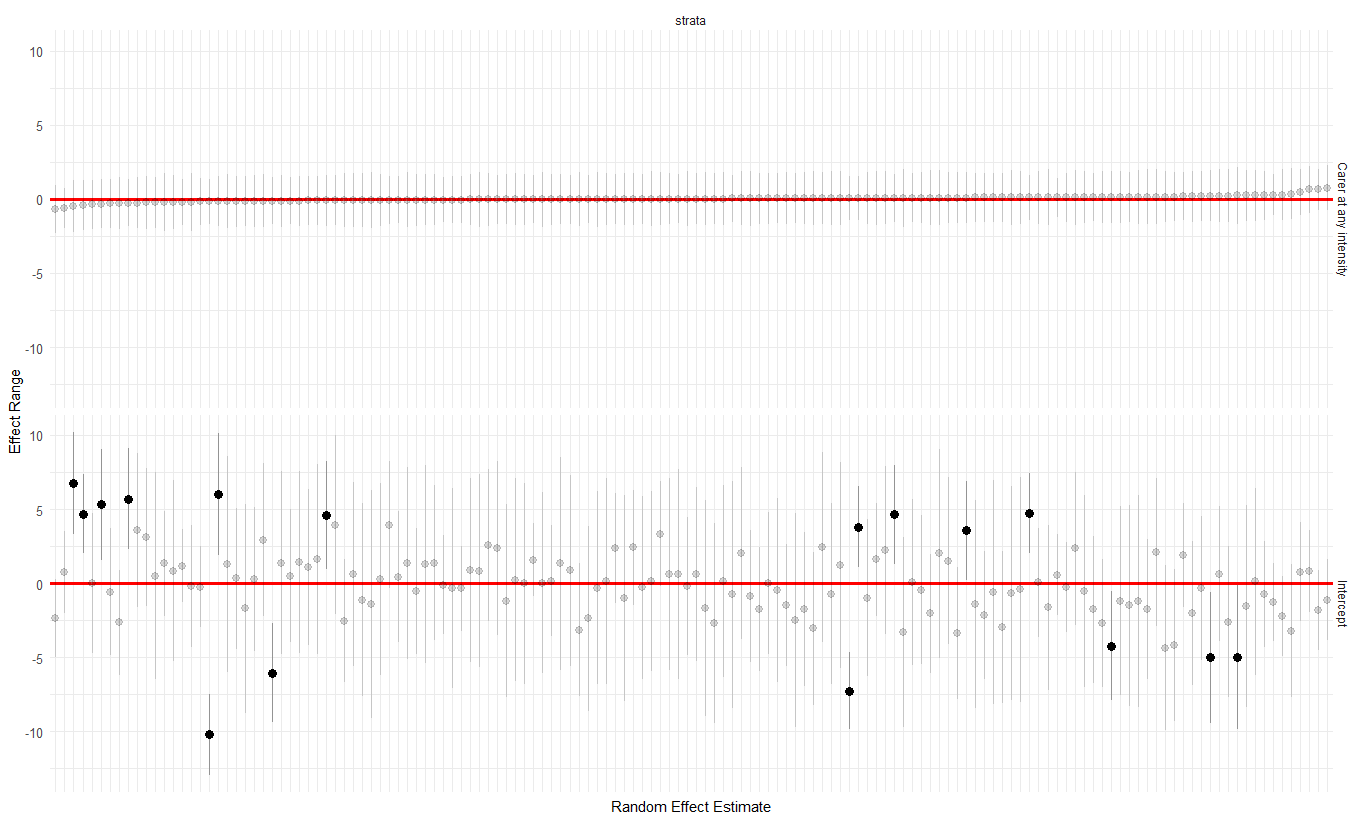 strata
10
5
0
-5
-10
Carer at any intensity
Effect Range
10
5
0
-5
-10
Intercept
Random Effect Estimate